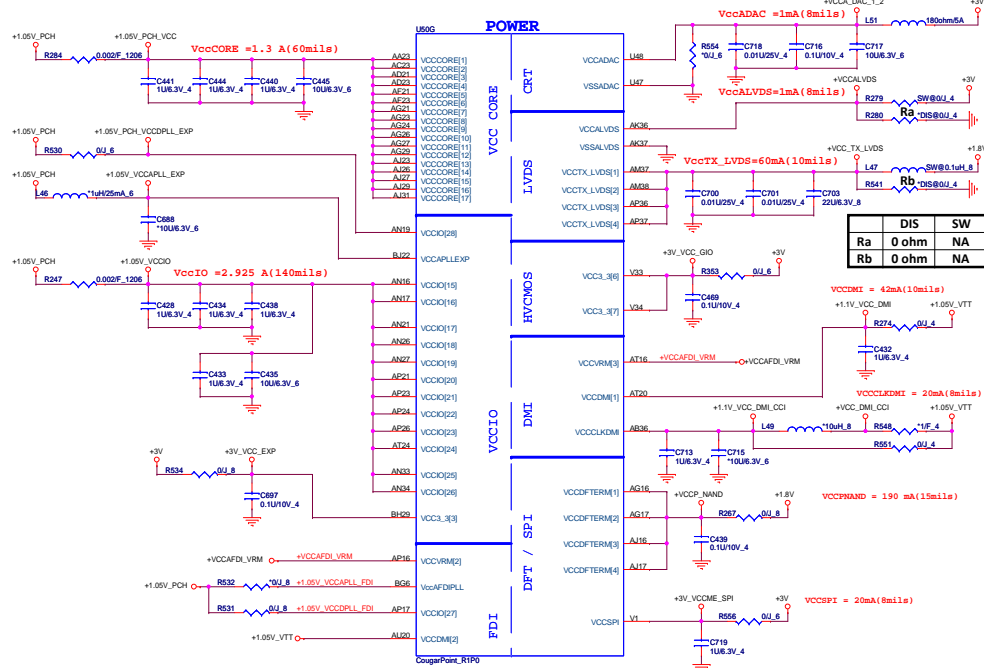 POWER
U50G
CougarPoint_R1P0
VCC CORE
VCCIO
FDI
CRT
LVDS
HVCMOS
DMI
DFT / SPI
+1.05V_PCH
+1.05V_PCH_VCC
R284
0.002/F_1206
VccCORE =1.3 A(60mils)
C441
1U/6.3V_4
C444
1U/6.3V_4
C440
1U/6.3V_4
C445
10U/6.3V_6
AA23 VCCCORE[1]
AC23 VCCCORE[2]
AD21 VCCCORE[3]
AD23 VCCCORE[4]
AF21 VCCCORE[5]
AF23 VCCCORE[6]
AG21 VCCCORE[7]
AG23 VCCCORE[8]
AG24 VCCCORE[9]
AG26 VCCCORE[10]
AG27 VCCCORE[11]
AG29 VCCCORE[12]
AJ23 VCCCORE[13]
AJ26 VCCCORE[14]
AJ27 VCCCORE[15]
AJ29 VCCCORE[16]
AJ31 VCCCORE[17]
+1.05V_PCH
+1.05V_PCH_VCCDPLL_EXP
R530
0/J_6
+1.05V_PCH
+1.05V_VCCAPLL_EXP
L46
*1uH/25mA_6
C688
*10U/6.3V_6
AN19 VCCIO[28]
BJ22 VCCAPLLEXP
+1.05V_PCH
+1.05V_VCCIO
R247
0.002/F_1206
VccIO =2.925 A(140mils)
C428
1U/6.3V_4
C434
1U/6.3V_4
C438
1U/6.3V_4
C433
1U/6.3V_4
C435
10U/6.3V_6
AN16 VCCIO[15]
AN17 VCCIO[16]
AN21 VCCIO[17]
AN26 VCCIO[18]
AN27 VCCIO[19]
AP21 VCCIO[20]
AP23 VCCIO[21]
AP24 VCCIO[22]
AP26 VCCIO[23]
AT24 VCCIO[24]
AN33 VCCIO[25]
AN34 VCCIO[26]
+3V
+3V_VCC_EXP
R534
0/J_8
C697
0.1U/10V_4
BH29 VCC3_3[3]
+VCCAFDI_VRM
+VCCAFDI_VRM
AP16 VCCVRM[2]
+1.05V_PCH
R532
*0/J_8
+1.05V_VCCAPLL_FDI
BG6 VccAFDIPLL
R531
0/J_8
+1.05V_VCCDPLL_FDI
AP17 VCCIO[27]
+1.05V_VTT
AU20 VCCDMI[2]
VccADAC =1mA(8mils)
+VCCA_DAC_1_2
L51
180ohm/5A
+3V
R554
*0/J_6
C718
0.01U/25V_4
C716
0.1U/10V_4
C717
10U/6.3V_6
VCCADAC U48
VSSADAC U47
VccALVDS=1mA(8mils)
+VCCALVDS
+3V
R279
SW@0/J_4
Ra
R280
*DIS@0/J_4
VCCALVDS AK36
VSSALVDS AK37
VccTX_LVDS=60mA(10mils)
+VCC_TX_LVDS
+1.8V
L47
SW@0.1uH_8
Rb
R541
*DIS@0/J_4
VCCTX_LVDS[1] AM37
VCCTX_LVDS[2] AM38
VCCTX_LVDS[3] AP36
VCCTX_LVDS[4] AP37
C700
0.01U/25V_4
C701
0.01U/25V_4
C703
22U/6.3V_8
DIS SW
Ra 0 ohm NA
Rb 0 ohm NA
+3V_VCC_GIO
+3V
R353
0/J_6
C469
0.1U/10V_4
VCC3_3[6] V33
VCC3_3[7] V34
VCCDMI = 42mA(10mils)
+1.1V_VCC_DMI
+1.05V_VTT
R274
0/J_4
C432
1U/6.3V_4
VCCVRM[3] AT16
+VCCAFDI_VRM
+VCCAFDI_VRM
VCCDMI[1] AT20
VCCCLKDMI = 20mA(8mils)
+1.1V_VCC_DMI_CCI
+VCC_DMI_CCI
+1.05V_VTT
L49
*10uH_8
R548
*1/F_4
R551
0/J_4
VCCCLKDMI AB36
C713
1U/6.3V_4
C715
*10U/6.3V_6
VCCPNAND = 190 mA(15mils)
+VCCP_NAND
+1.8V
R267
0/J_8
C439
0.1U/10V_4
VCCDFTERM[1] AG16
VCCDFTERM[2] AG17
VCCDFTERM[3] AJ16
VCCDFTERM[4] AJ17
VCCSPI = 20mA(8mils)
+3V_VCCME_SPI
+3V
R556
0/J_6
C719
1U/6.3V_4
VCCSPI V1